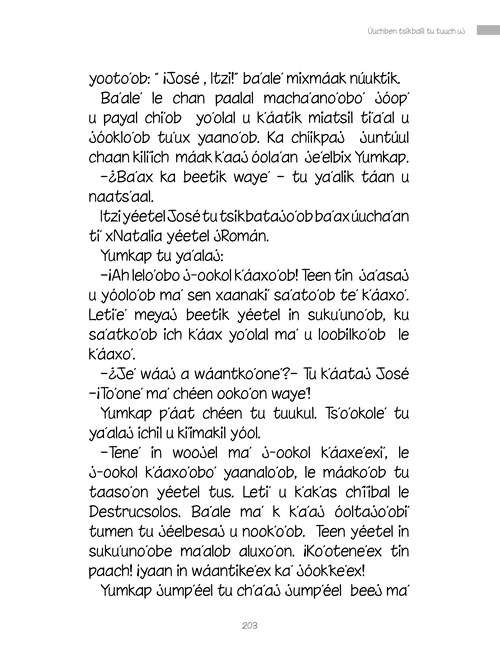 Úuchben tsikbalil tu tuuch uj
yooto'ob: " ¡José , Itzi!" ba'ale' mixmáak núuktik.
Ba'ale' le chan paalal macha'ano'obo' jóop'
u payal chi'ob yo'olal u k'áatik miatsil ti'a'al u
jóoklo'ob tu'ux yaano'ob. Ka chíikpaj juntúul
chaan kili'ich máak k'aaj óola'an je'elbix Yumkap.
–¿Ba'ax ka beetik waye' – tu ya'alik táan u
naats'aal.
Itzi yéetel José tu tsikbatajo'ob ba'ax úucha'an
ti' xNatalia yéetel jRomán.
Yumkap tu ya'alaj:
–¡Ah lelo'obo j-ookol k'áaxo'ob! Teen tin ja'asaj
u yóolo'ob ma' sen xaanaki' sa'ato'ob te' k'áaxo'.
Leti'e' meyaj beetik yéetel in suku'uno'ob, ku
sa'atko'ob ich k'áax yo'olal ma' u loobilko'ob le
k'áaxo'.
–¿Je' wáaj a wáantko'one'?– Tu k'áataj José
–¡To'one' ma' chéen ooko'on waye'!
Yumkap p'áat chéen tu tuukul. Ts'o'okole' tu
ya'alaj ichil u ki'imakil yóol.
–Tene' in woojel ma' j-ookol k'áaxe'exi', le
j-ookol k'áaxo'obo' yaanalo'ob, le máako'ob tu
taaso'on yéetel tus. Leti' u k'ak'as chi'ibal le
Destrucsolos. Ba'ale ma' k k'a'aj óoltajo'obi'
tumen tu jéelbesaj u nook'o'ob. Teen yéetel in
suku'uno'obe ma'alob aluxo'on. ¡Ko'otene'ex tin
paach! ¡yaan in wáantike'ex ka' jóok'ke'ex!
Yumkap jump'éel tu ch'a'aj jump'éel beej ma'
203